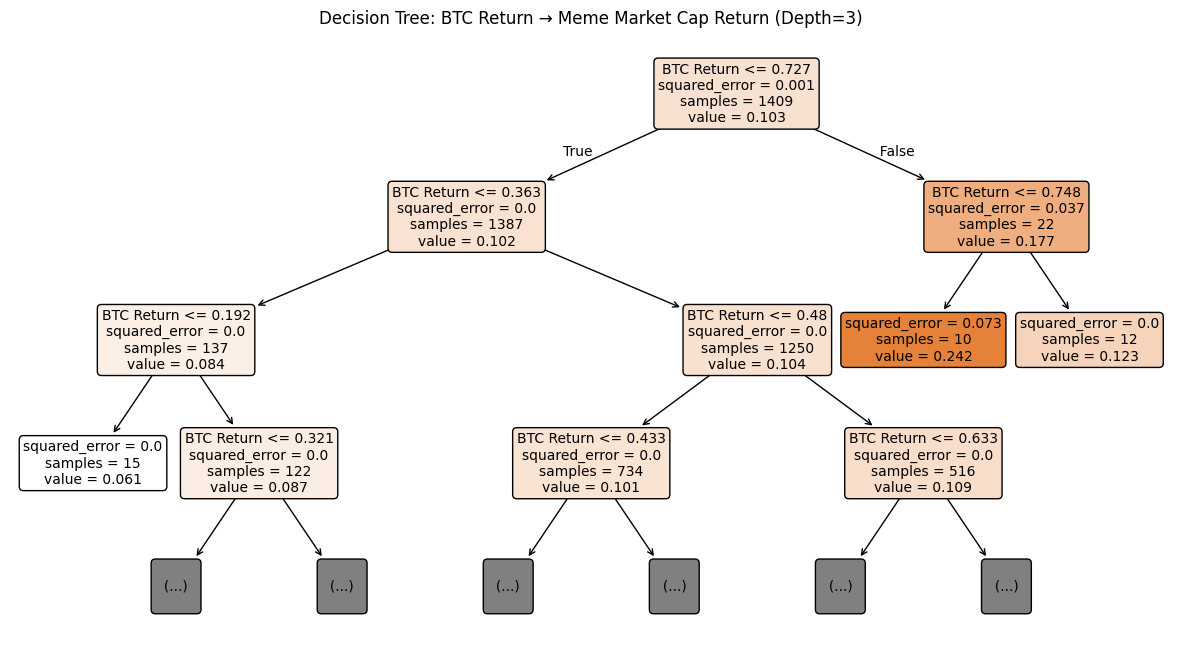 Decision Tree: BTC Return → Meme Market Cap Return (Depth=3)
BTC Return <= 0.727
squared_error = 0.001
samples = 1409
value = 0.103
True
False
BTC Return <= 0.363
squared_error = 0.0
samples = 1387
value = 0.102
BTC Return <= 0.748
squared_error = 0.037
samples = 22
value = 0.177
BTC Return <= 0.192
squared_error = 0.0
samples = 137
value = 0.084
BTC Return <= 0.48
squared_error = 0.0
samples = 1250
value = 0.104
squared_error = 0.073
samples = 10
value = 0.242
squared_error = 0.0
samples = 12
value = 0.123
squared_error = 0.0
samples = 15
value = 0.061
BTC Return <= 0.321
squared_error = 0.0
samples = 122
value = 0.087
BTC Return <= 0.433
squared_error = 0.0
samples = 734
value = 0.101
BTC Return <= 0.633
squared_error = 0.0
samples = 516
value = 0.109
(...)
(...)
(...)
(...)
(...)
(...)